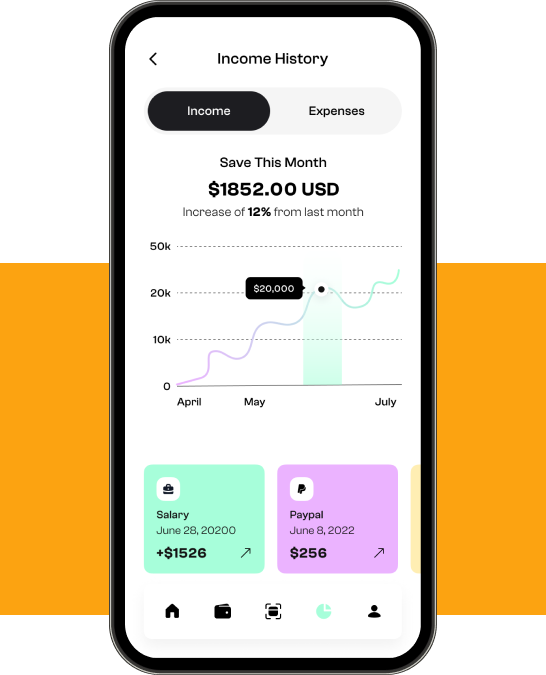 Income History
Income Expenses
Save This Month
$1852.00 USD
Increase of 12% from last month
50k
$20,000
20k
10k
0
April May July
Salary
June 28, 20200
+$1526
Paypal
June 8, 2022
$256